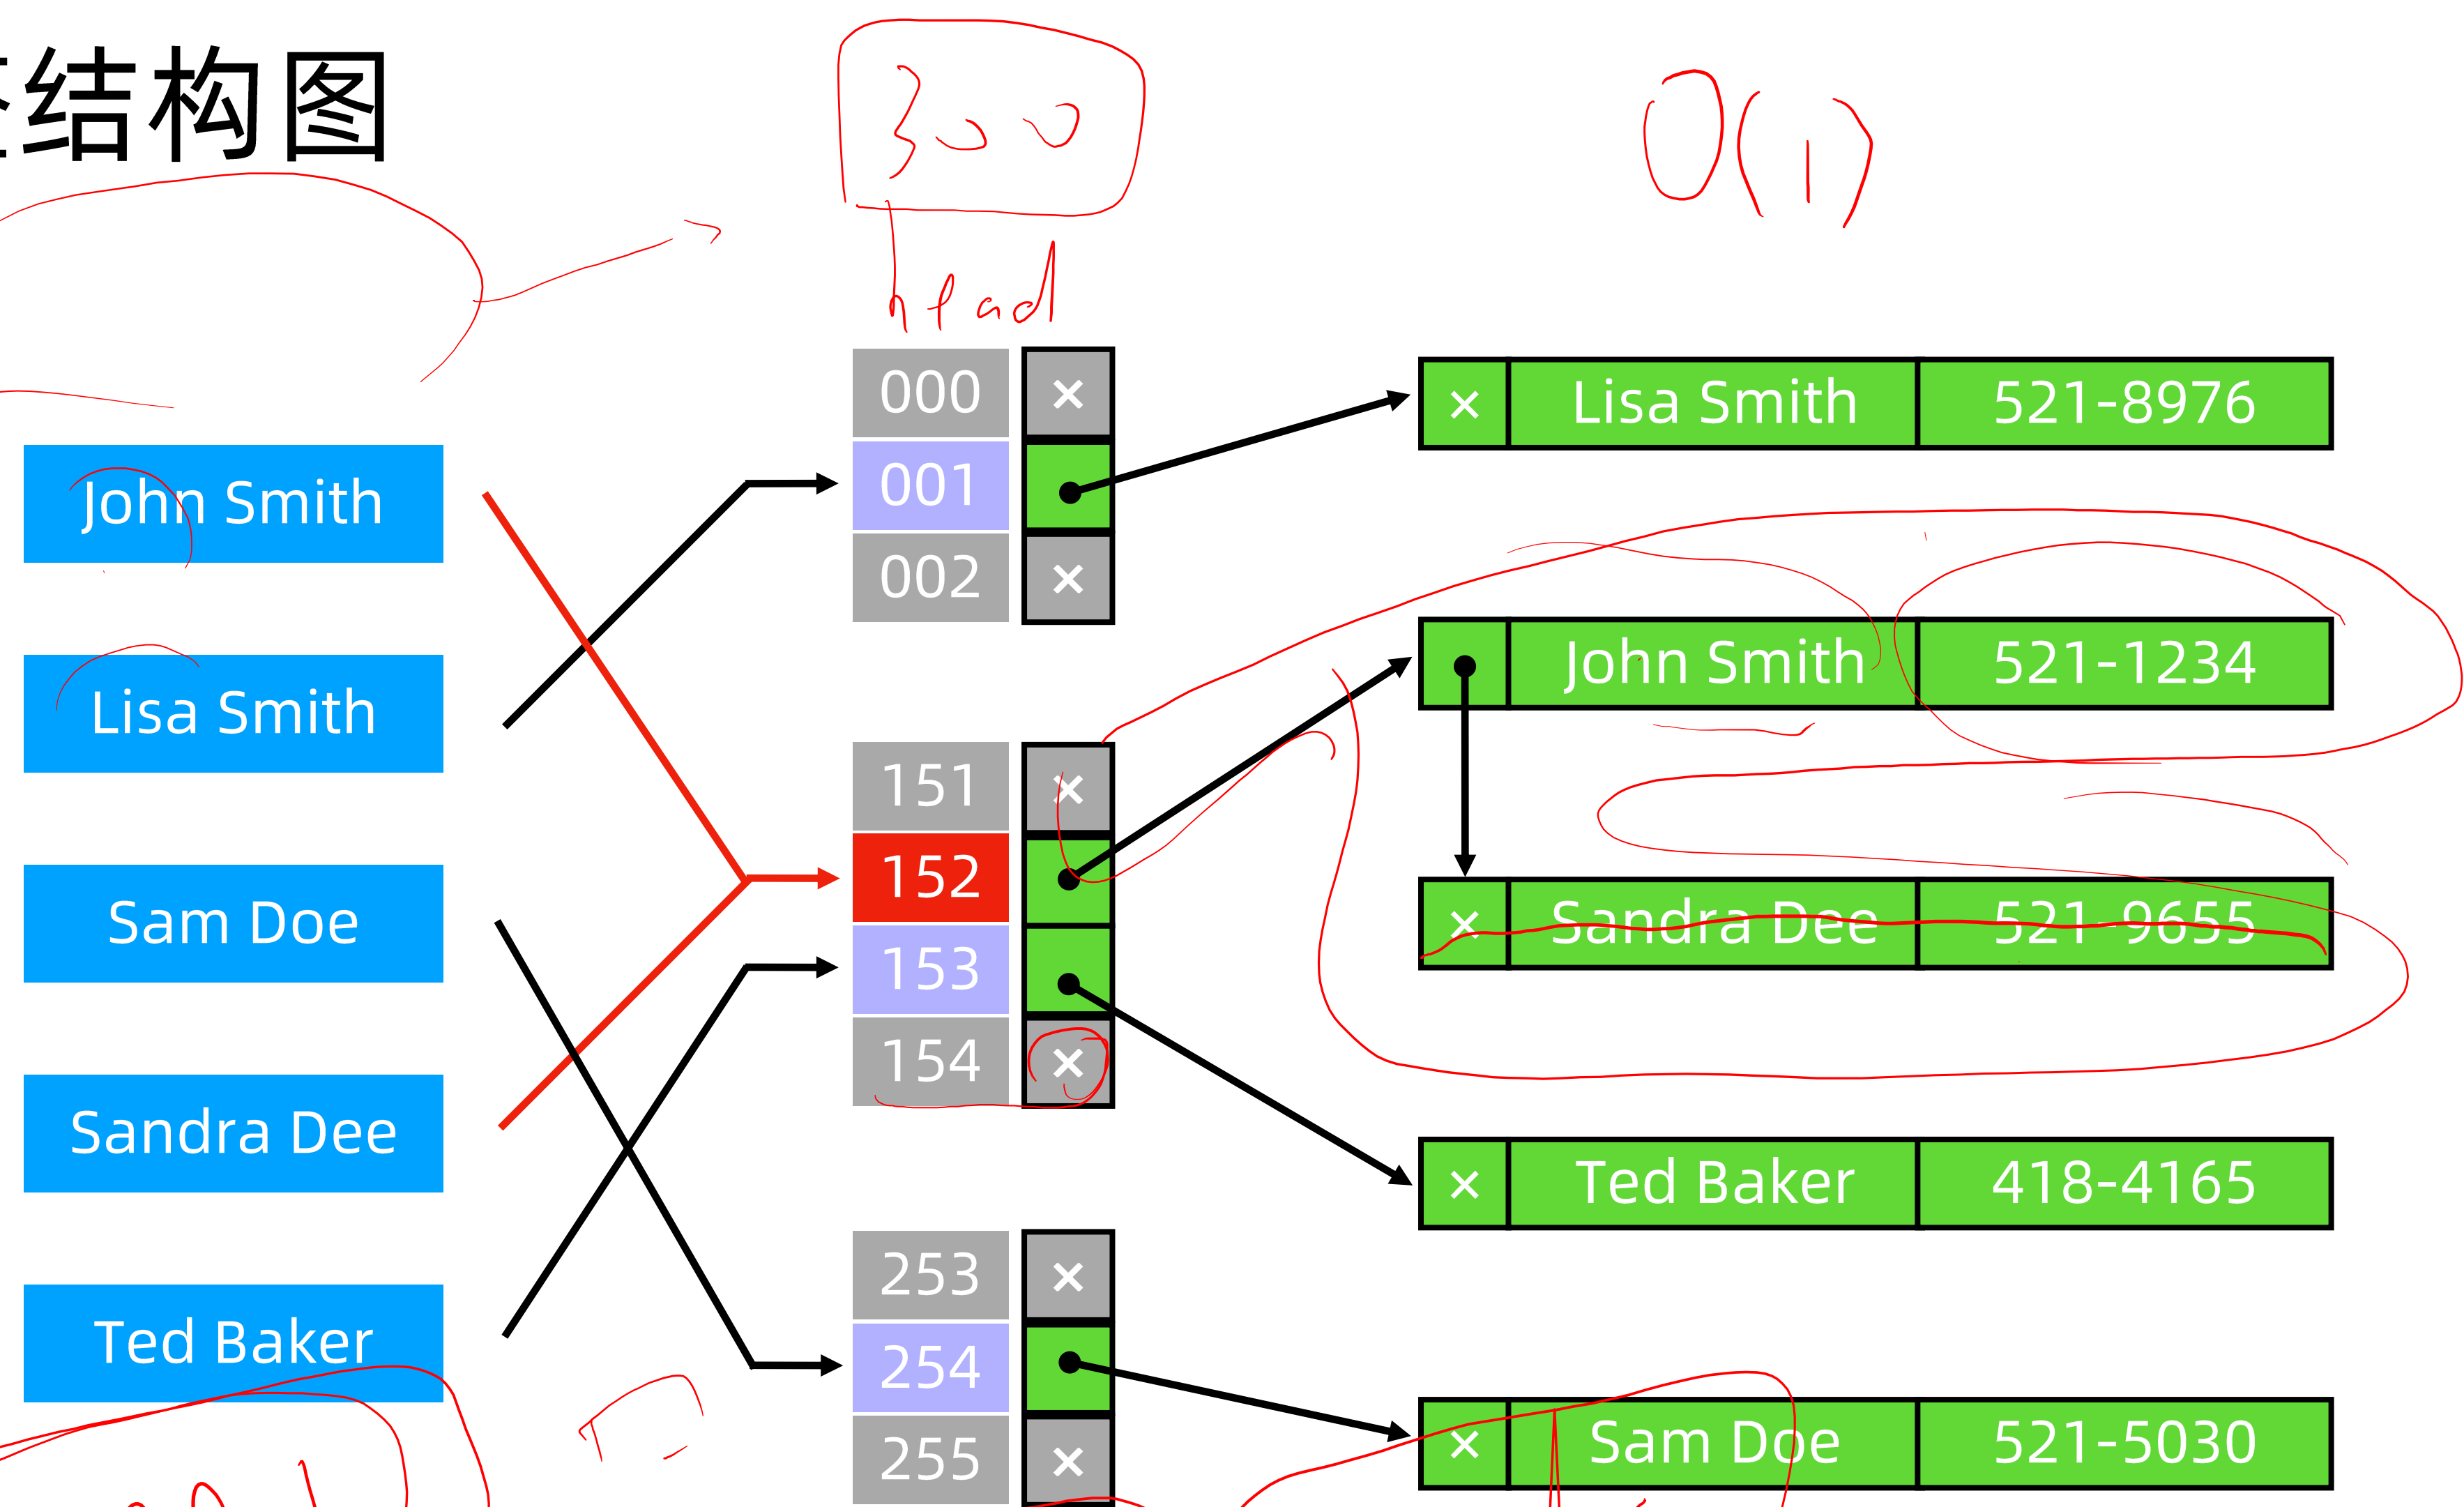 结构图
300
O(1)
head
John Smith
Lisa Smith
Sam Doe
Sandra Dee
Ted Baker
000 ×
001
002 ×
151 ×
152
153
154 ×
253 ×
254
255 ×
× Lisa Smith 521-8976
John Smith 521-1234
× Sandra Dee 521-9655
× Ted Baker 418-4165
× Sam Doe 521-5030